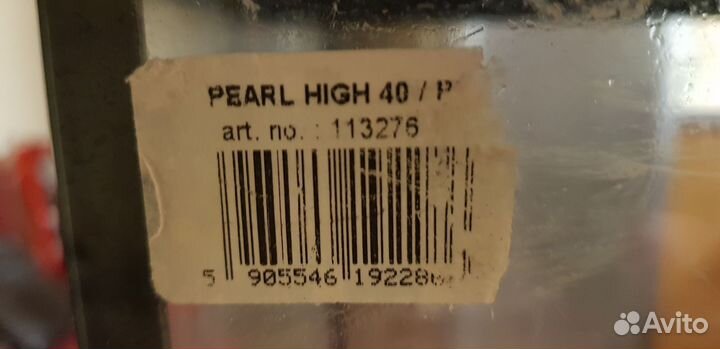 PEARL HIGH 40 /
art. no. : 113276
5 905546 19228
Avito